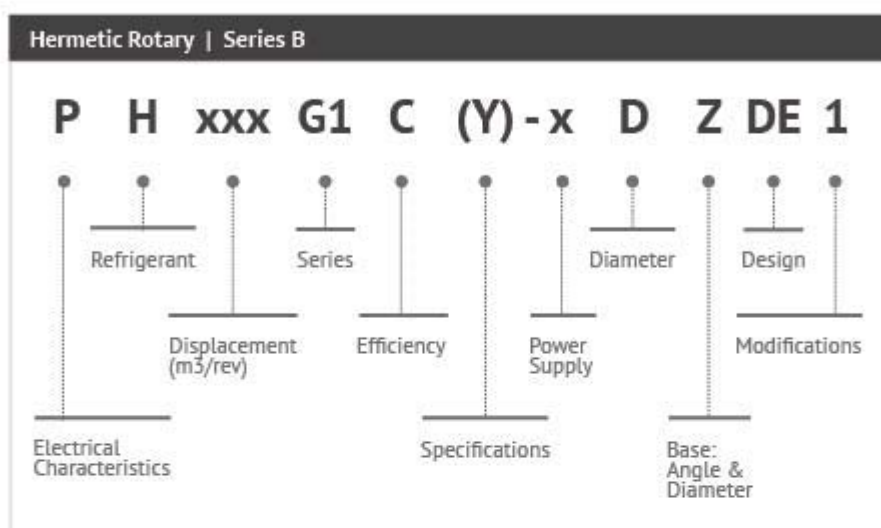 Hermetic Rotary | Series B
P H xxx G1 C (Y) - x D Z DE 1
Refrigerant
Series
Diameter
Design
Displacement
(m3/rev)
Efficiency
Power
Supply
Modifications
Electrical
Characteristics
Specifications
Base:
Angle &
Diameter